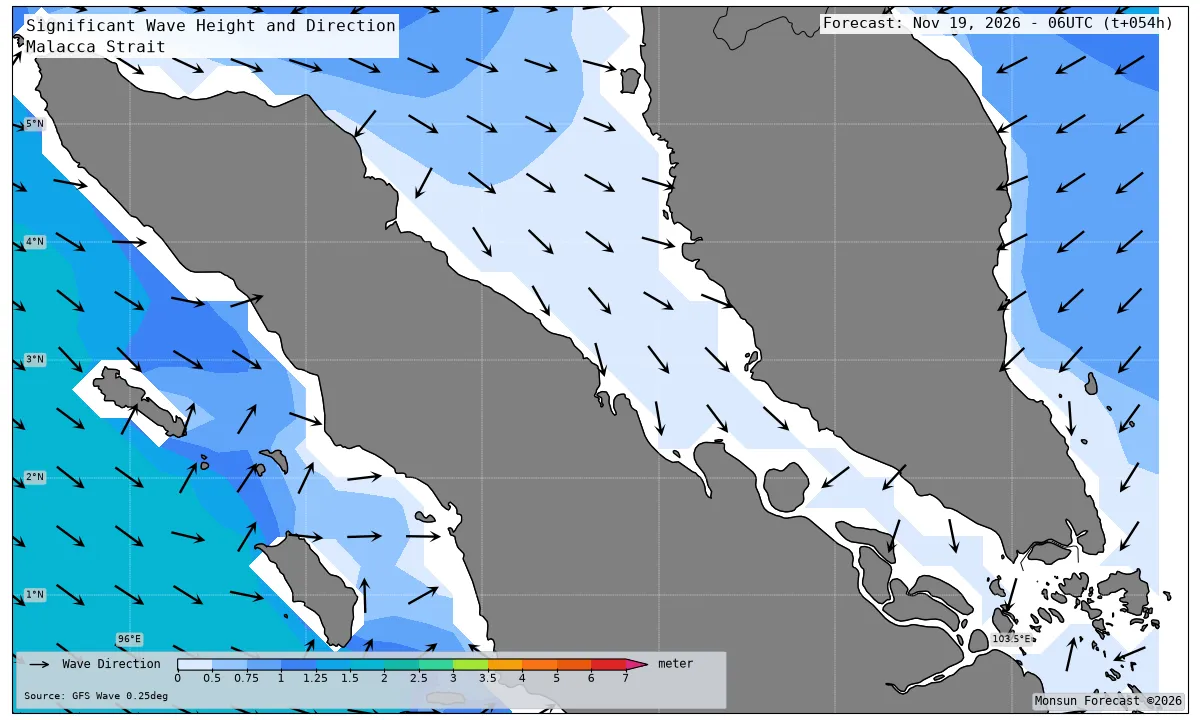 Significant Wave Height and Direction
Malacca Strait
Forecast: Nov 19, 2026 - 06UTC (t+054h)
5°N
4°N
3°N
2°N
1°N
96°E
103.5°E
Wave Direction
meter
0 0.5 0.75 1 1.25 1.5 2 2.5 3 3.5 4 5 6 7
Source: GFS Wave 0.25deg
Monsun Forecast ©2026